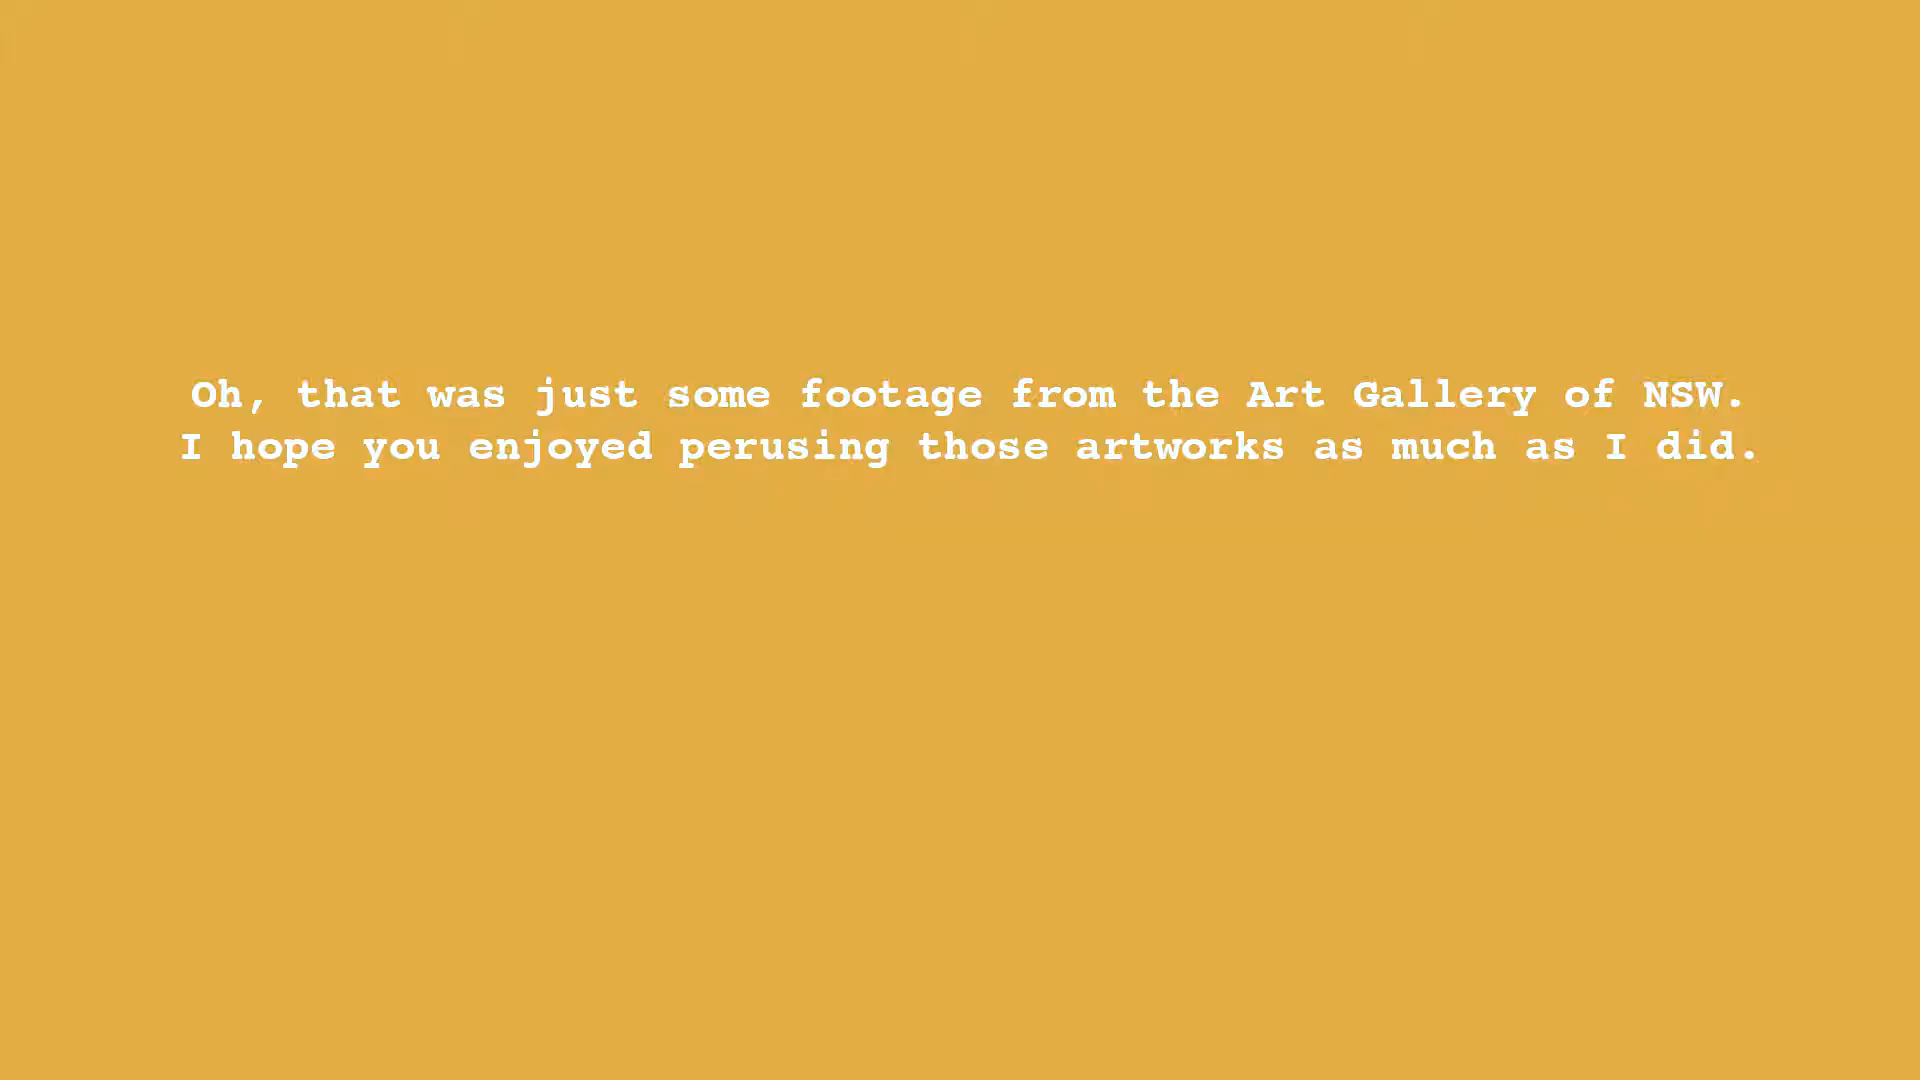 Oh, that was just some footage from the Art Gallery of NSW.
I hope you enjoyed perusing those artworks as much as I did.